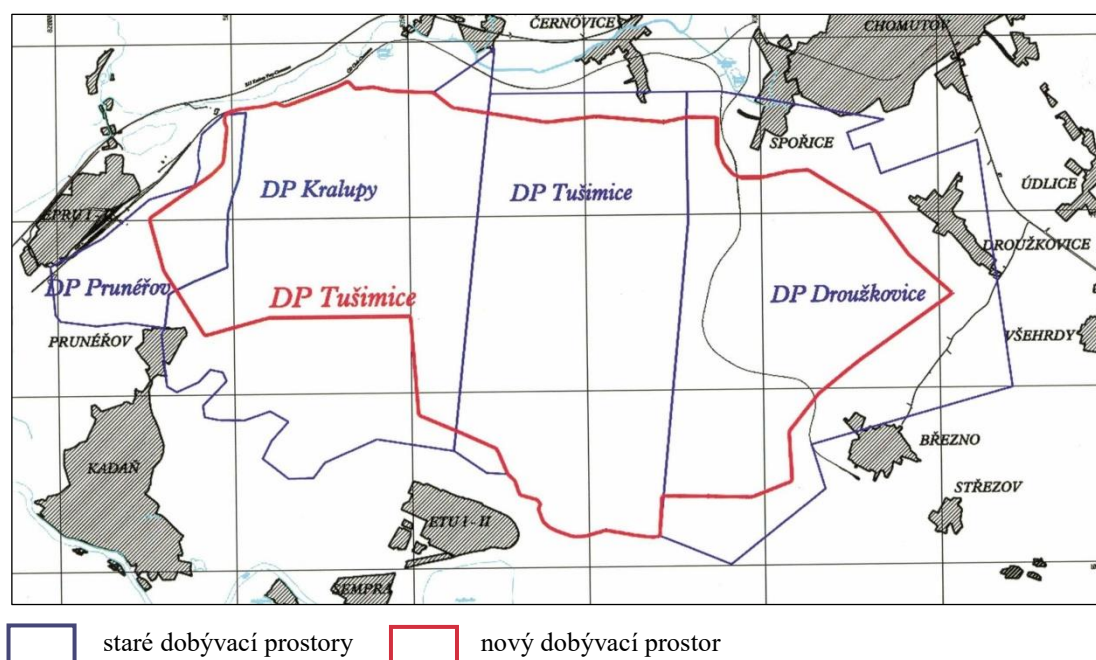 ČERNOVICE
CHOMUTOV
SPOŘICE
DP Kralupy
DP Tušimice
ÚDLICE
EPRU I - II
DROUŽKOVICE
DP Prunéřov
DP Tušimice
DP Droužkovice
PRUNÉŘOV
VŠEHRDY
BŘEZNO
KADAŇ
STŘEZOV
ETU I - II
SEMPRA
staré dobývací prostory
nový dobývací prostor